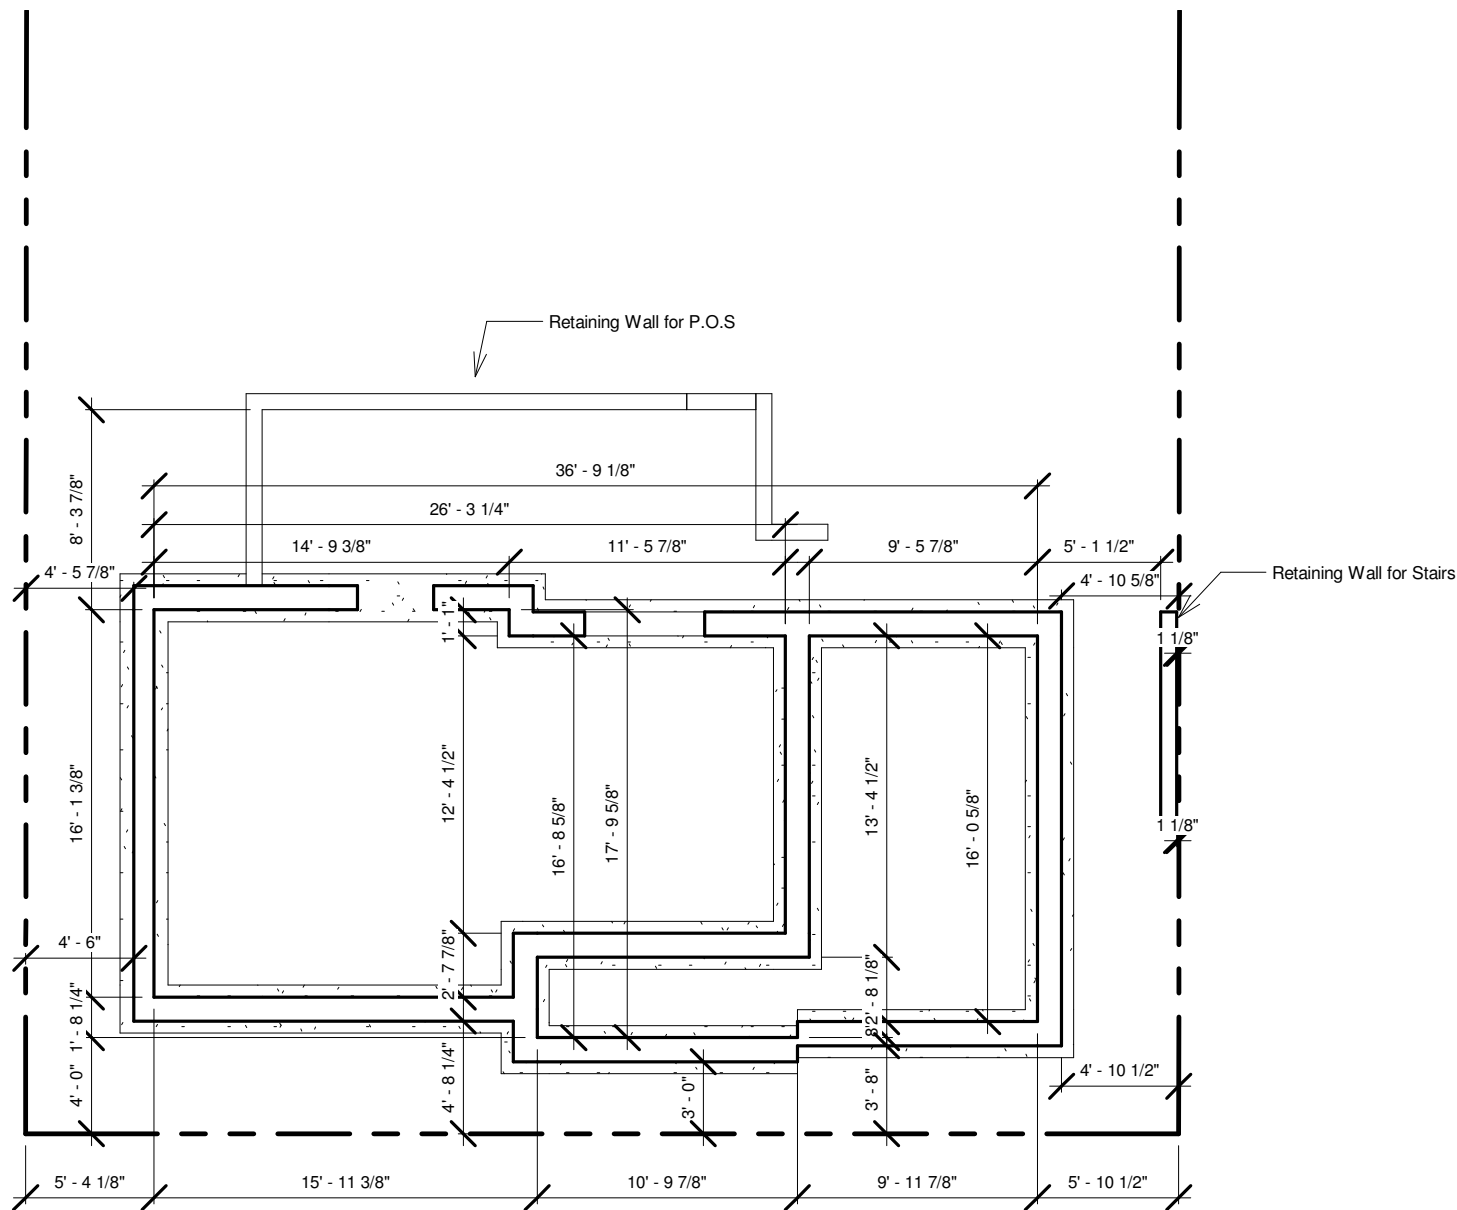 Retaining Wall for P.O.S
36' - 9 1/8"
26' - 3 1/4"
8' - 3 7/8"
14' - 9 3/8"
11' - 5 7/8"
9' - 5 7/8"
5' - 1 1/2"
4' - 5 7/8"
4' - 10 5/8"
Retaining Wall for Stairs
1' - 1"
1 1/8"
16' - 1 3/8"
12' - 4 1/2"
16' - 8 5/8"
17' - 9 5/8"
13' - 4 1/2"
16' - 0 5/8"
1 1/8"
4' - 6"
2' - 7 7/8"
2' - 8 1/8"
1' - 8 1/4"
8"
4' - 0"
4' - 8 1/4"
3' - 0"
3' - 8"
4' - 10 1/2"
5' - 4 1/8"
15' - 11 3/8"
10' - 9 7/8"
9' - 11 7/8"
5' - 10 1/2"